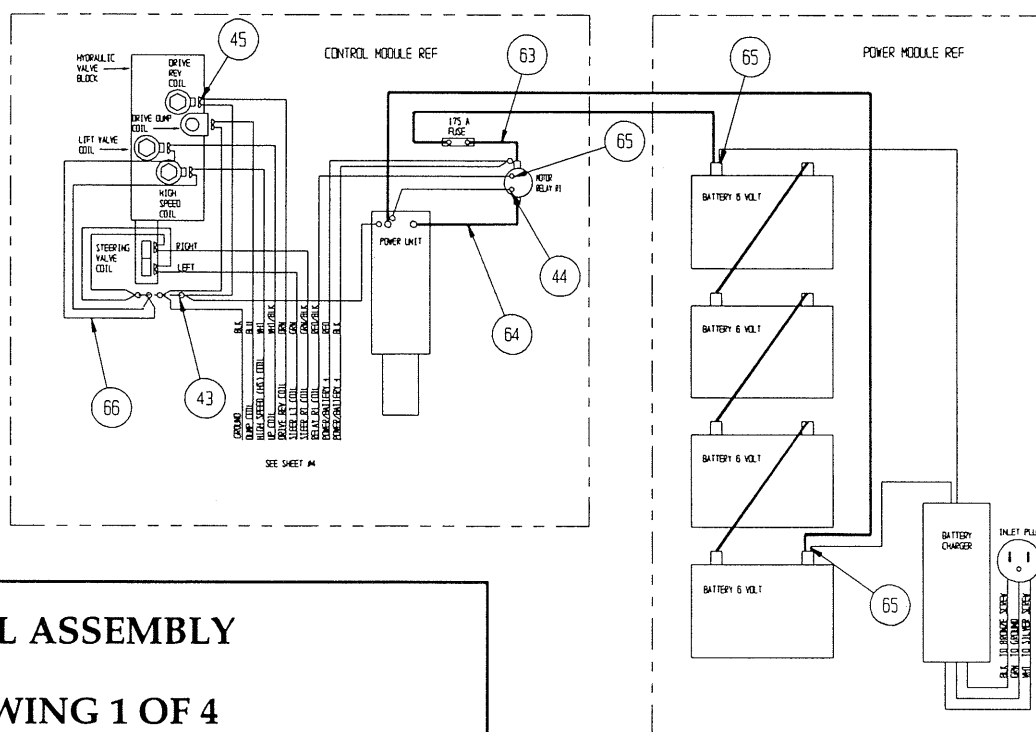 CONTROL MODULE REF
POWER MODULE REF
45
63
65
HYDRAULIC
VALVE
BLOCK
DRIVE
REV
COIL
DRIVE DUMP
COIL
LIFT VALVE
COIL
HIGH
SPEED
COIL
175 A
FUSE
65
MOTOR
RELAY R1
POWER UNIT
44
64
STEERING
VALVE
COIL
RIGHT
LEFT
66
43
BLK
BLU
WHT
WHT/BLK
ORN
GRN
GRN/BLK
RED/BLK
RED
BLK
GROUND
DUMP COIL
HIGH SPEED (HS) COIL
UP COIL
DRIVE REV COIL
STEER LT COIL
STEER RT COIL
RELAY R1 COIL
POWER/BATTERY +
POWER/BATTERY +
SEE SHEET #4
BATTERY 6 VOLT
BATTERY 6 VOLT
BATTERY 6 VOLT
BATTERY 6 VOLT
65
BATTERY
CHARGER
INLET PLU
BLK TO BRONZE SCREW
GRN TO GROUND
WHT TO SILVER SCREW
L ASSEMBLY
WING 1 OF 4